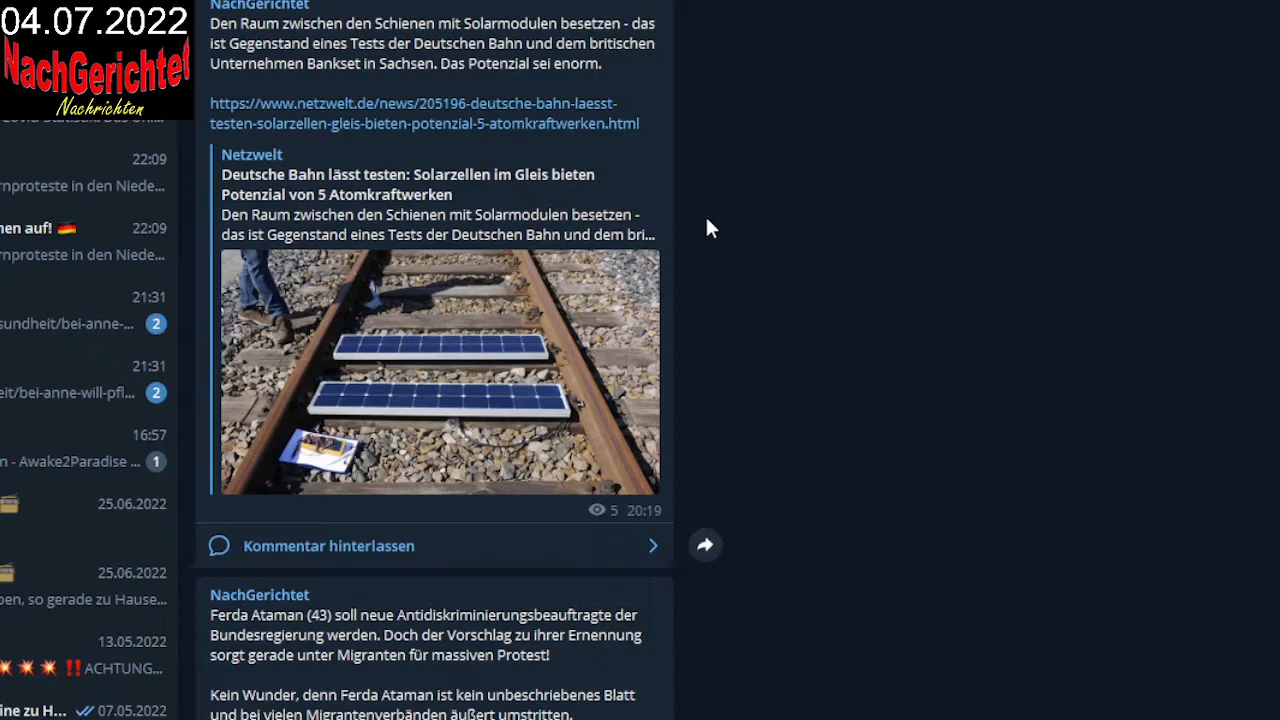 04.07.2022
NachGerichtet
Nachrichten
22:09
rnproteste in den Niede...
nen auf!
22:09
rnproteste in den Niede...
21:31
sundheit/bei-anne-...
2
21:31
eit/bei-anne-will-pfl...
2
16:57
n - Awake2Paradise ...
1
25.06.2022
25.06.2022
ben, so gerade zu Hause...
13.05.2022
ACHTUNG...
ine zu H...
07.05.2022
NachGerichtet
Den Raum zwischen den Schienen mit Solarmodulen besetzen - das
ist Gegenstand eines Tests der Deutschen Bahn und dem britischen
Unternehmen Bankset in Sachsen. Das Potenzial sei enorm.
https://www.netzwelt.de/news/205196-deutsche-bahn-laesst-
testen-solarzellen-gleis-bieten-potenzial-5-atomkraftwerken.html
Netzwelt
Deutsche Bahn lässt testen: Solarzellen im Gleis bieten
Potenzial von 5 Atomkraftwerken
Den Raum zwischen den Schienen mit Solarmodulen besetzen -
das ist Gegenstand eines Tests der Deutschen Bahn und dem bri...
5 20:19
Kommentar hinterlassen
NachGerichtet
Ferda Ataman (43) soll neue Antidiskriminierungsbeauftragte der
Bundesregierung werden. Doch der Vorschlag zu ihrer Ernennung
sorgt gerade unter Migranten für massiven Protest!
Kein Wunder, denn Ferda Ataman ist kein unbeschriebenes Blatt
und bei vielen Migrantenverbänden äußert umstritten.